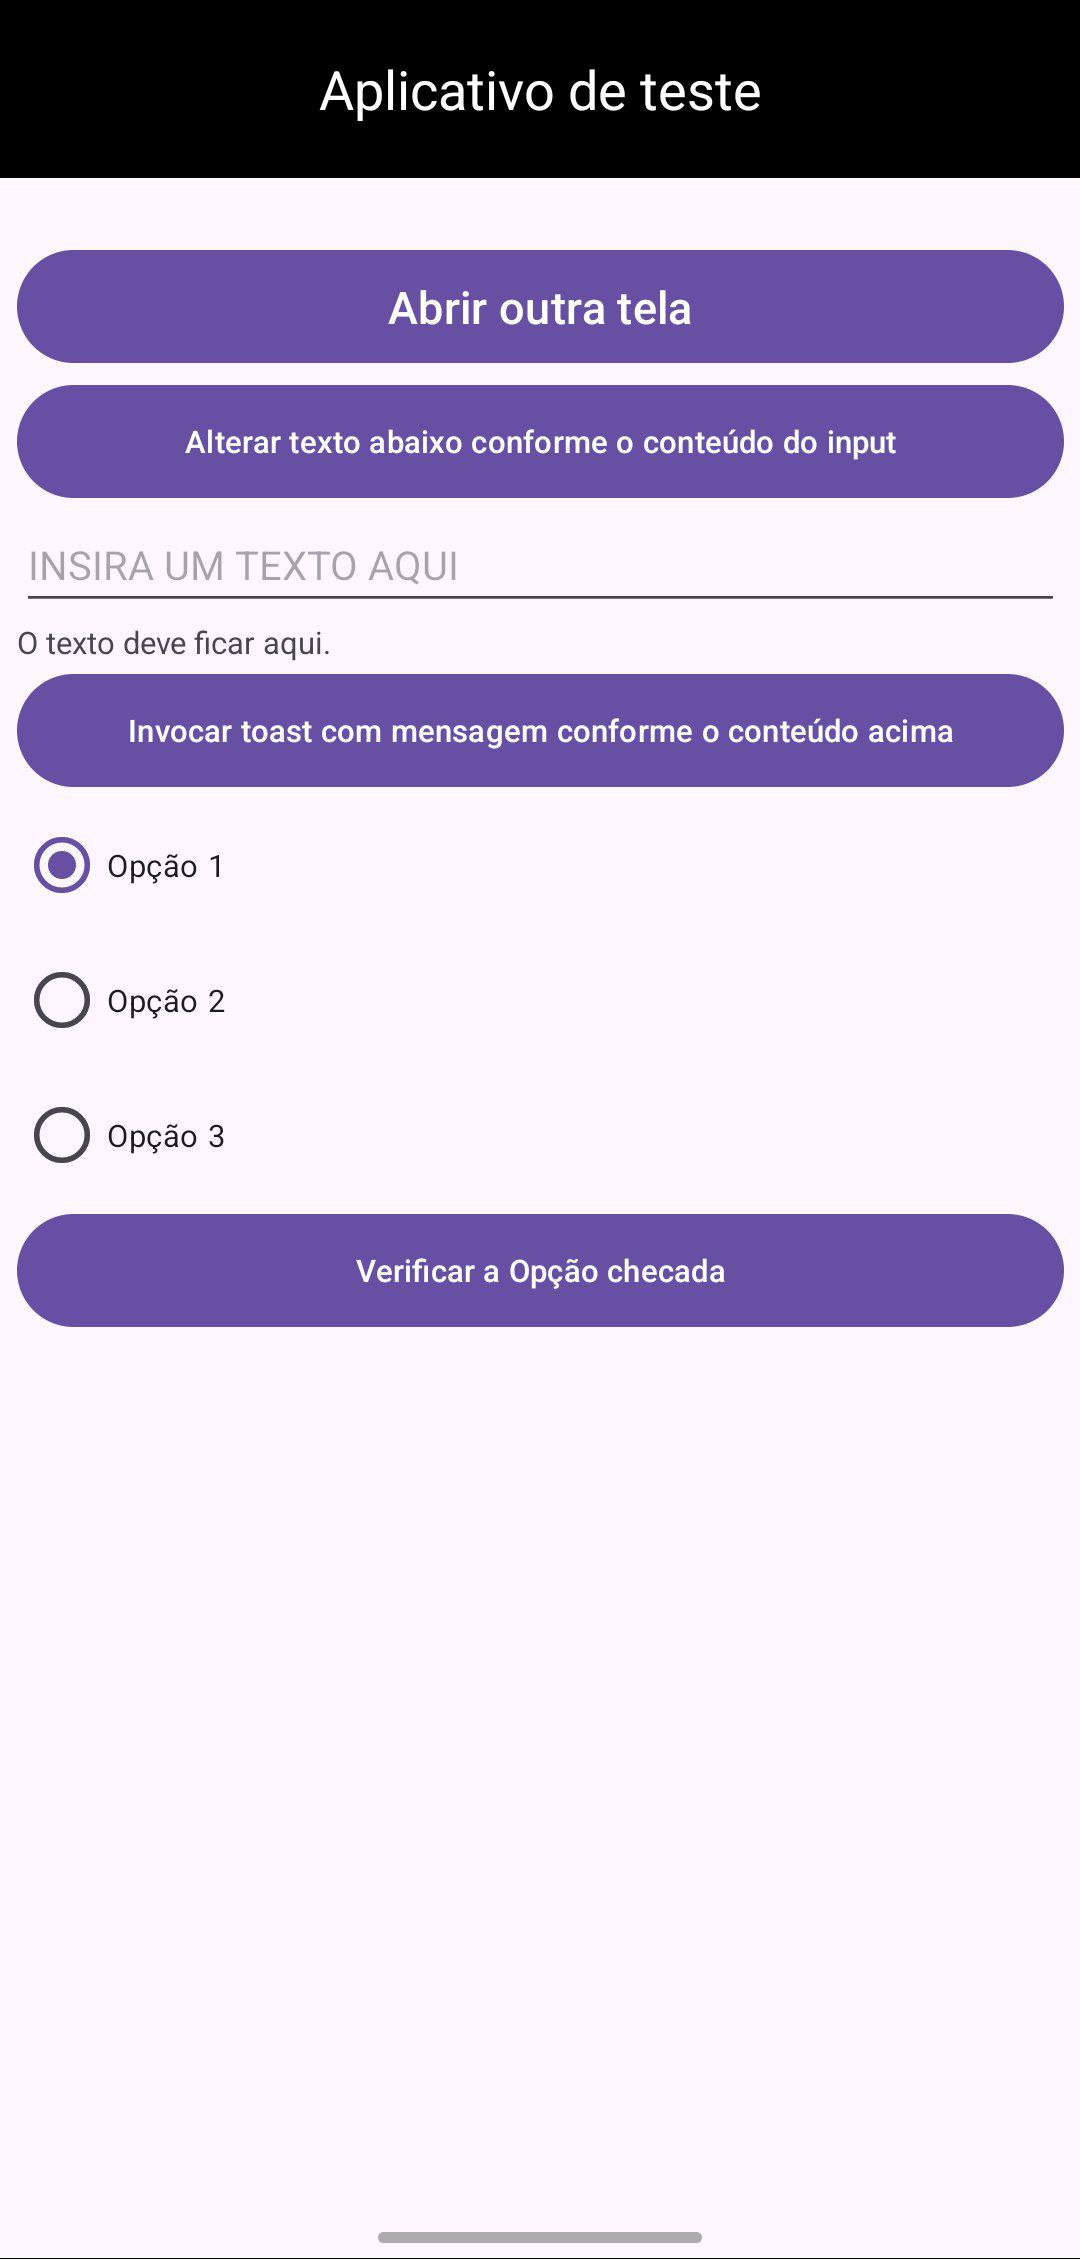 Aplicativo de teste
Abrir outra tela
Alterar texto abaixo conforme o conteúdo do input
INSIRA UM TEXTO AQUI
O texto deve ficar aqui.
Invocar toast com mensagem conforme o conteúdo acima
Opção 1
Opção 2
Opção 3
Verificar a Opção checada